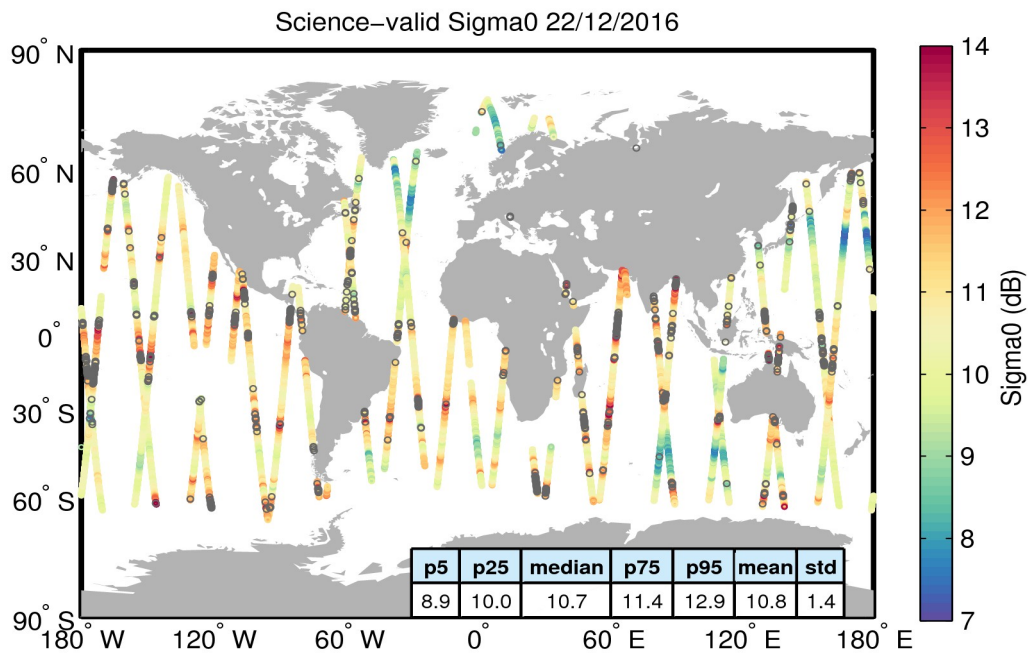 Science−valid Sigma0 22/12/2016
90° N
60° N
30° N
0°
30° S
60° S
90° S
180° W
120° W
60° W
0°
60° E
120° E
180° E
p5 p25 median p75 p95 mean std
8.9 10.0 10.7 11.4 12.9 10.8 1.4
14
13
12
11
10
9
8
7
Sigma0 (dB)